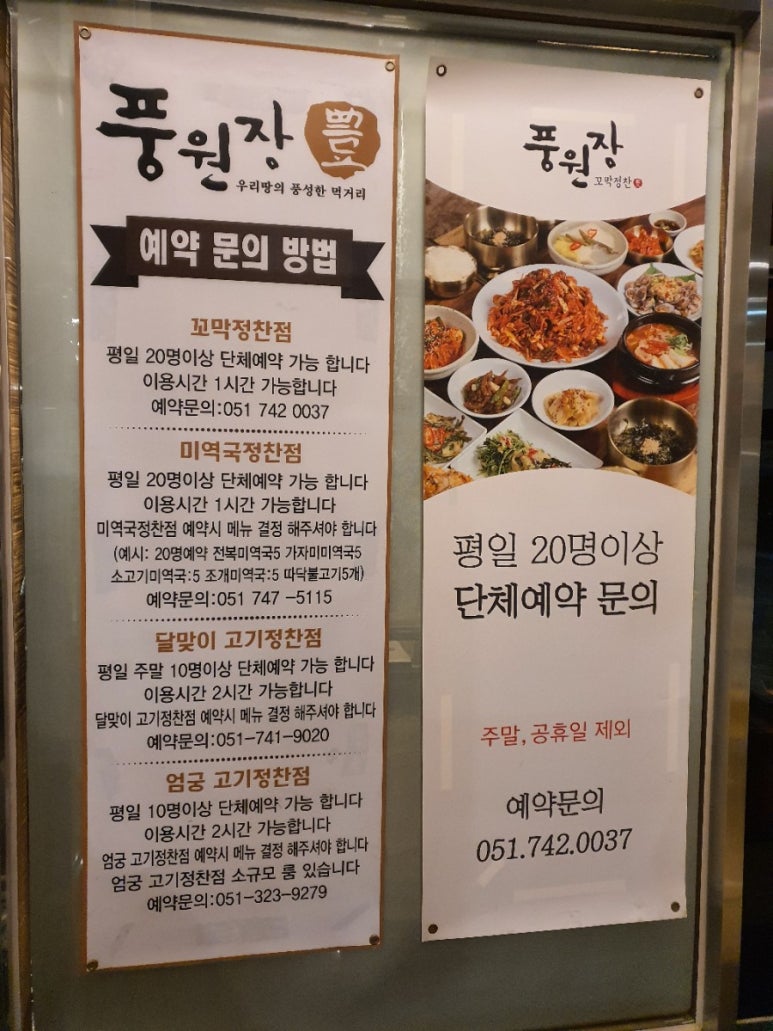 풍원장 豊
우리땅의 풍성한 먹거리
예약 문의 방법
꼬막정찬점
평일 20명이상 단체예약 가능 합니다
이용시간 1시간 가능합니다
예약문의:051 742 0037
미역국정찬점
평일 20명이상 단체예약 가능 합니다
이용시간 1시간 가능합니다
미역국정찬점 예약시 메뉴 결정 해주셔야 합니다
(예시: 20명예약 전복미역국5 가자미미역국5
소고기미역국:5 조개미역국:5 따닥불고기5개)
예약문의:051 747 -5115
달맞이 고기정찬점
평일 주말 10명이상 단체예약 가능 합니다
이용시간 2시간 가능합니다
달맞이 고기정찬점 예약시 메뉴 결정 해주셔야 합니다
예약문의:051-741-9020
엄궁 고기정찬점
평일 10명이상 단체예약 가능 합니다
이용시간 2시간 가능합니다
엄궁 고기정찬점 예약시 메뉴 결정 해주셔야 합니다
엄궁 고기정찬점 소규모 룸 있습니다
예약문의:051-323-9279
풍원장
꼬막정찬
평일 20명이상
단체예약 문의
주말, 공휴일 제외
예약문의
051.742.0037